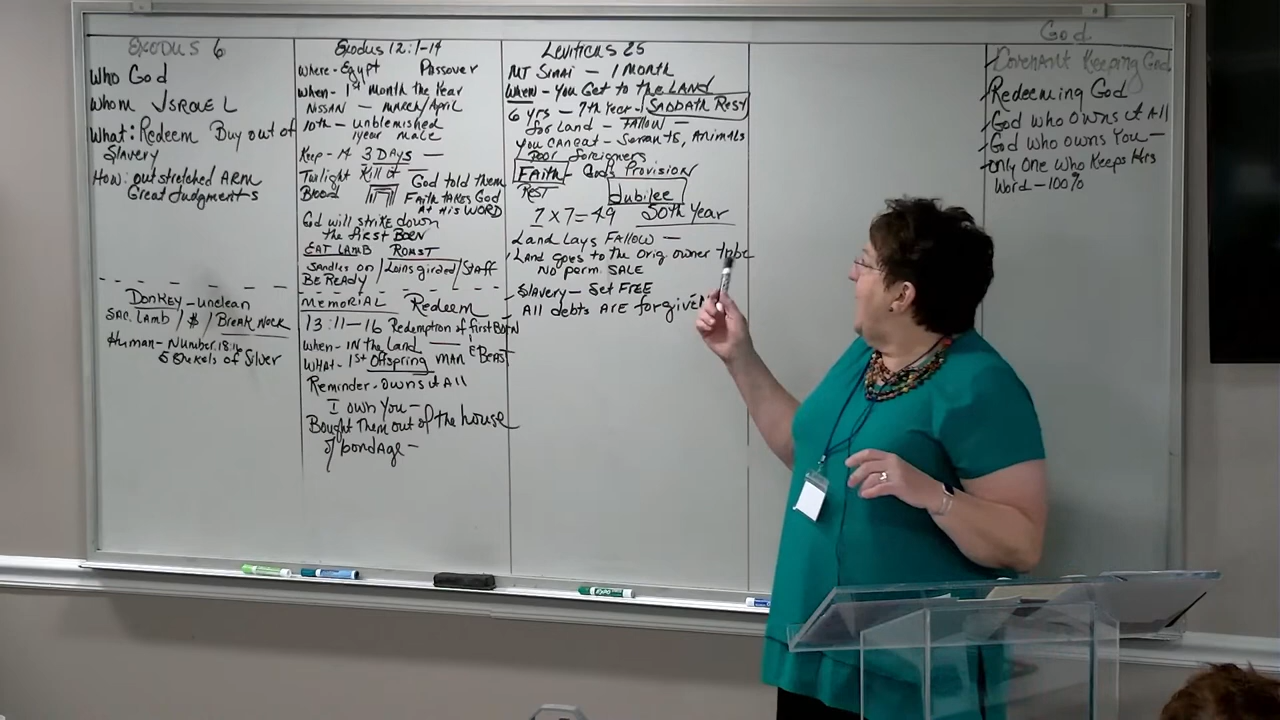 Exodus 6
Who God
Whom Israel
What: Redeem Buy out of
Slavery
How: outstretched ARM
Great Judgments
Donkey - unclean
Sac. Lamb / $ / Break Neck
Human - Number 18:16
5 Shekels of Silver
Exodus 12:1-14
Where - Egypt Passover
When - 1st Month the Year
Nissan - March/April
10th - unblemished
1year male
Keep - 14 3 DAYS -
Twilight Kill it
Blood God told them
Faith takes God
At His WORD
God will strike down
the First BORN
EAT LAMB ROAST
Sandles on / Loins girded / Staff
BE READY
MEMORIAL Redeem
13:11-16 Redemption of first BORN
When - IN the Land
WHAT - 1st Offspring MAN & BEAST
Reminder - owns it All
I own You -
Bought Them out of the house
of bondage -
Leviticus 25
MT Sinai - 1 Month
When - You Get to the LAND
6 yrs - 7th Year - SABBATH REST
for Land - FALLOW -
you can eat - Servants, Animals
Poor foreigners
FAITH - God's Provision
REST
Jubilee
7 x 7 = 49 50th Year
Land Lays Fallow -
Land goes to the orig. owner tribe
No perm. SALE
Slavery - Set FREE
All debts ARE forgiven
God
Covenant Keeping God
Redeeming God
God who owns it All
God who owns You -
only One who Keeps His
Word - 100%
EXPO